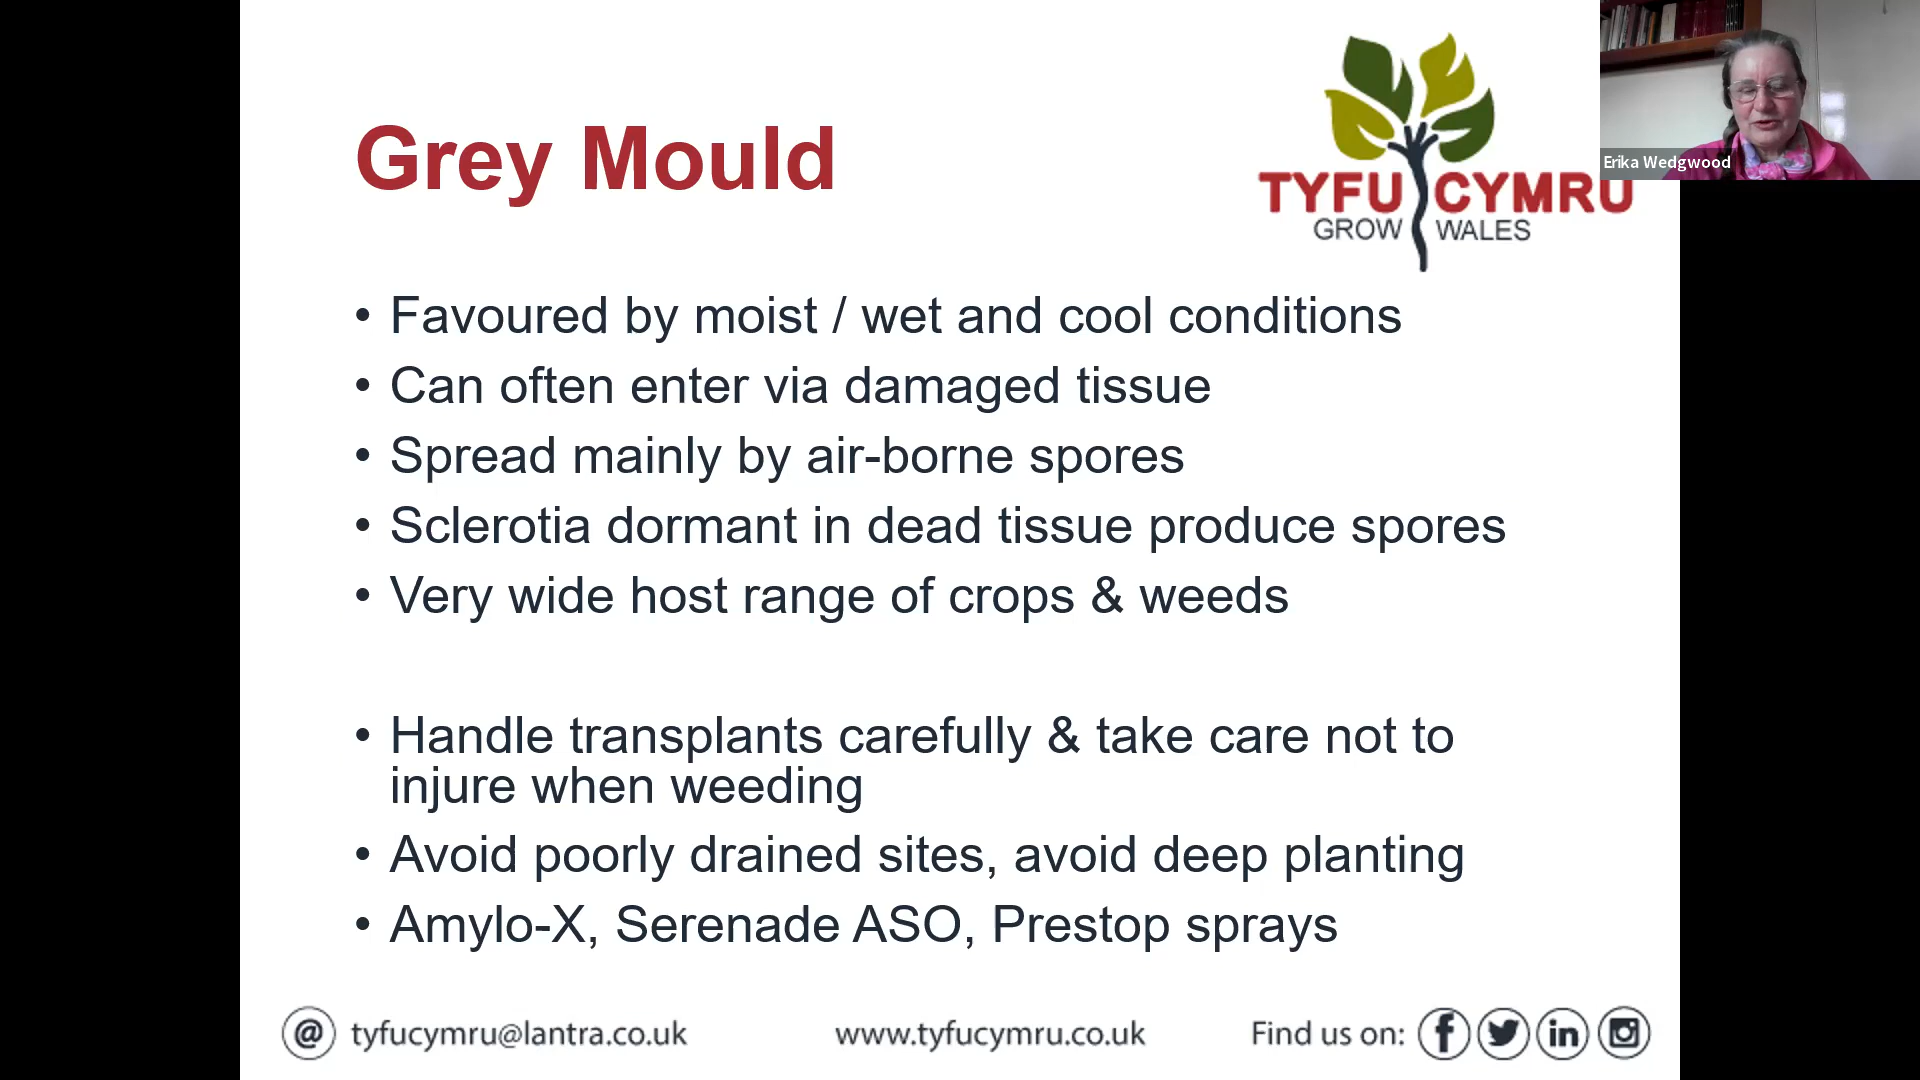 Grey Mould
TYFU CYMRU
GROW WALES
Erika Wedgwood
• Favoured by moist / wet and cool conditions
• Can often enter via damaged tissue
• Spread mainly by air-borne spores
• Sclerotia dormant in dead tissue produce spores
• Very wide host range of crops & weeds
• Handle transplants carefully & take care not to
injure when weeding
• Avoid poorly drained sites, avoid deep planting
• Amylo-X, Serenade ASO, Prestop sprays
@ tyfucymru@lantra.co.uk www.tyfucymru.co.uk Find us on: f in